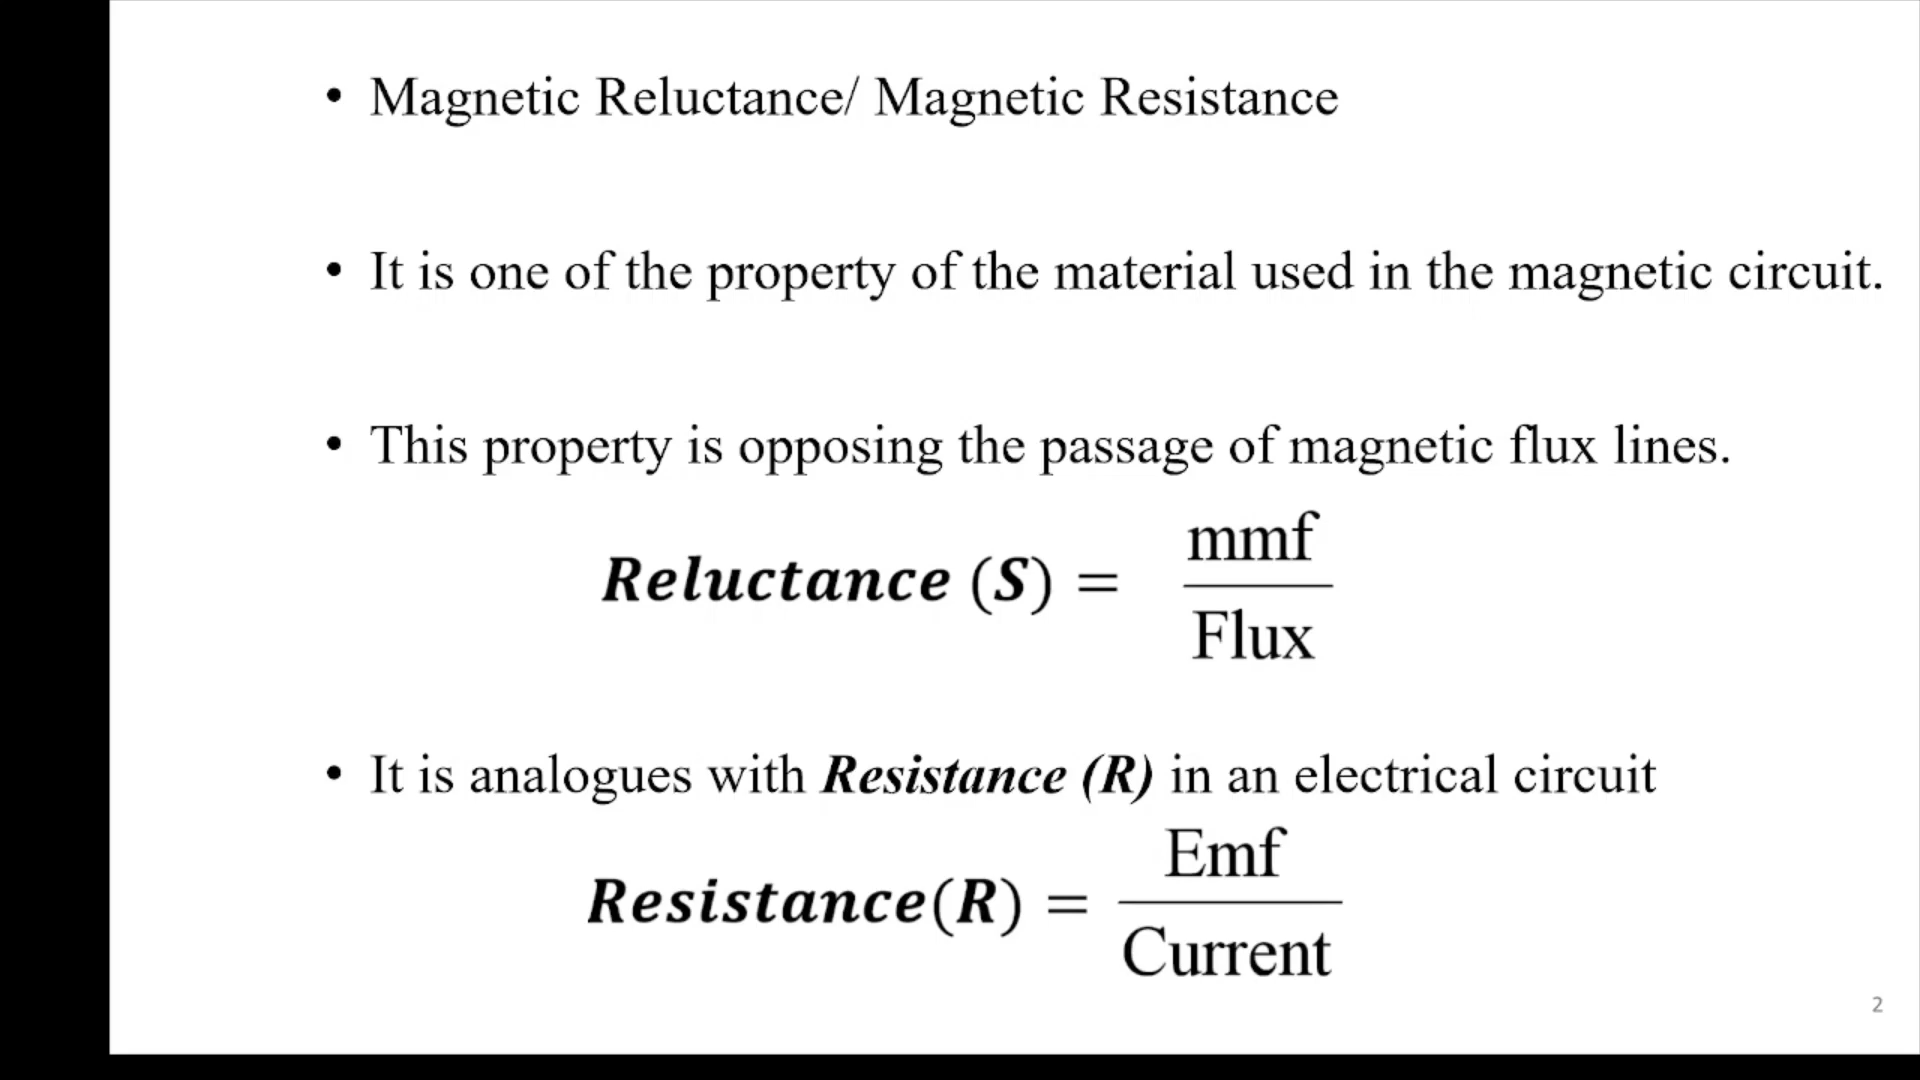 • Magnetic Reluctance/ Magnetic Resistance
• It is one of the property of the material used in the magnetic circuit.
• This property is opposing the passage of magnetic flux lines.
Reluctance (S) = mmf / Flux
• It is analogues with Resistance (R) in an electrical circuit
Resistance(R) = Emf / Current
2